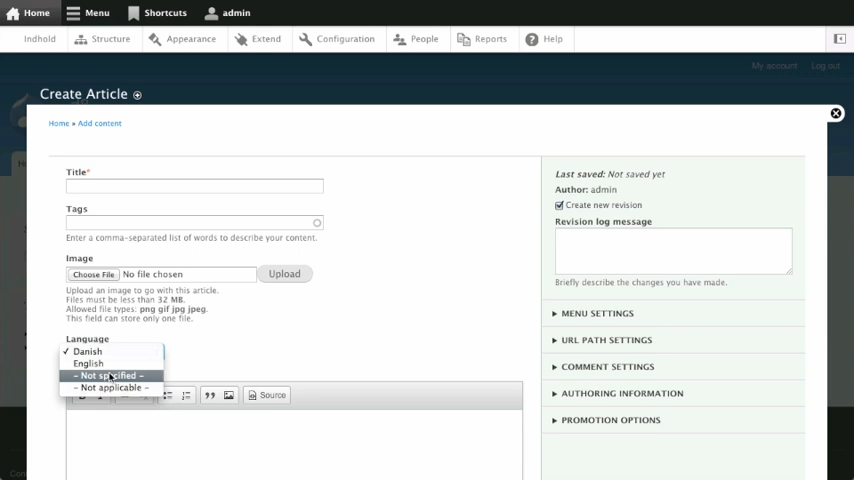 Home Menu Shortcuts admin
Indhold Structure Appearance Extend Configuration People Reports Help
My account Log out
Create Article
Home » Add content
Title*
Tags
Enter a comma-separated list of words to describe your content.
Image
Choose File No file chosen Upload
Upload an image to go with this article.
Files must be less than 32 MB.
Allowed file types: png gif jpg jpeg.
This field can store only one file.
Language
✓ Danish
English
- Not specified -
- Not applicable -
Source
Last saved: Not saved yet
Author: admin
Create new revision
Revision log message
Briefly describe the changes you have made.
MENU SETTINGS
URL PATH SETTINGS
COMMENT SETTINGS
AUTHORING INFORMATION
PROMOTION OPTIONS